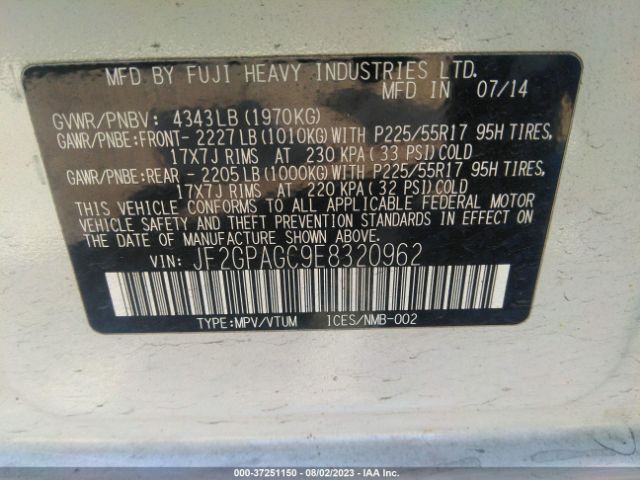 MFD BY FUJI HEAVY INDUSTRIES LTD.
MFD IN 07/14
GVWR/PNBV: 4343LB(1970KG)
GAWR/PNBE:FRONT- 2227LB(1010KG)WITH P225/55R17 95H TIRES,
17X7J RIMS AT 230 KPA(33 PSI)COLD
GAWR/PNBE:REAR - 2205LB(1000KG)WITH P225/55R17 95H TIRES,
17X7J RIMS AT 220 KPA(32 PSI)COLD
THIS VEHICLE CONFORMS TO ALL APPLICABLE FEDERAL MOTOR
VEHICLE SAFETY AND THEFT PREVENTION STANDARDS IN EFFECT ON
THE DATE OF MANUFACTURE SHOWN ABOVE.
VIN: JF2GPAGC9E8320962
TYPE:MPV/VTUM ICES/NMB-002
000-37251150 - 08/02/2023 - IAA Inc.